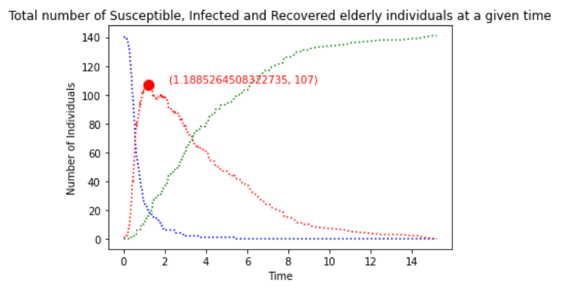 Total number of Susceptible, Infected and Recovered elderly individuals at a given time
140
120
100
80
60
40
20
0
Number of Individuals
(1.1885264508322735, 107)
0 2 4 6 8 10 12 14
Time